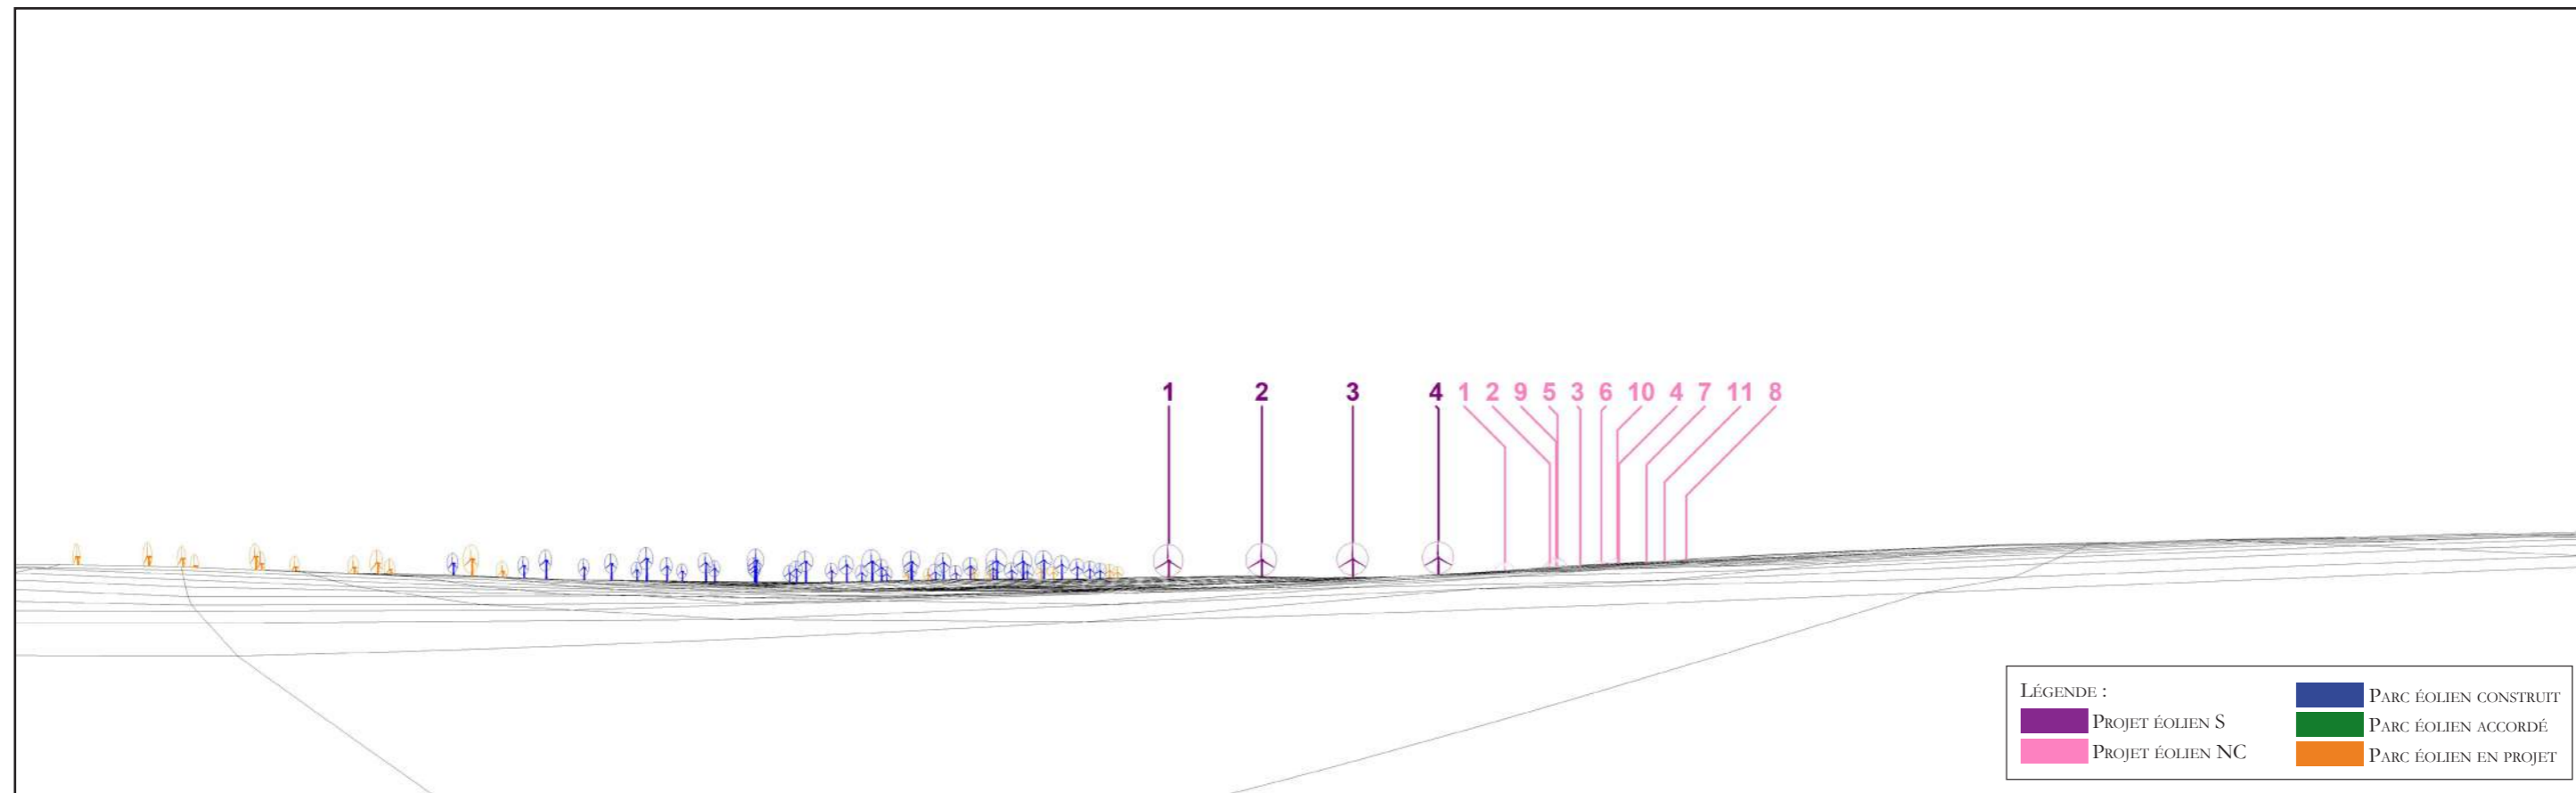 1 2 3 4 1 2 9 5 3 6 10 4 7 11 8
Légende :
Projet éolien S
Projet éolien NC
Parc éolien construit
Parc éolien accordé
Parc éolien en projet